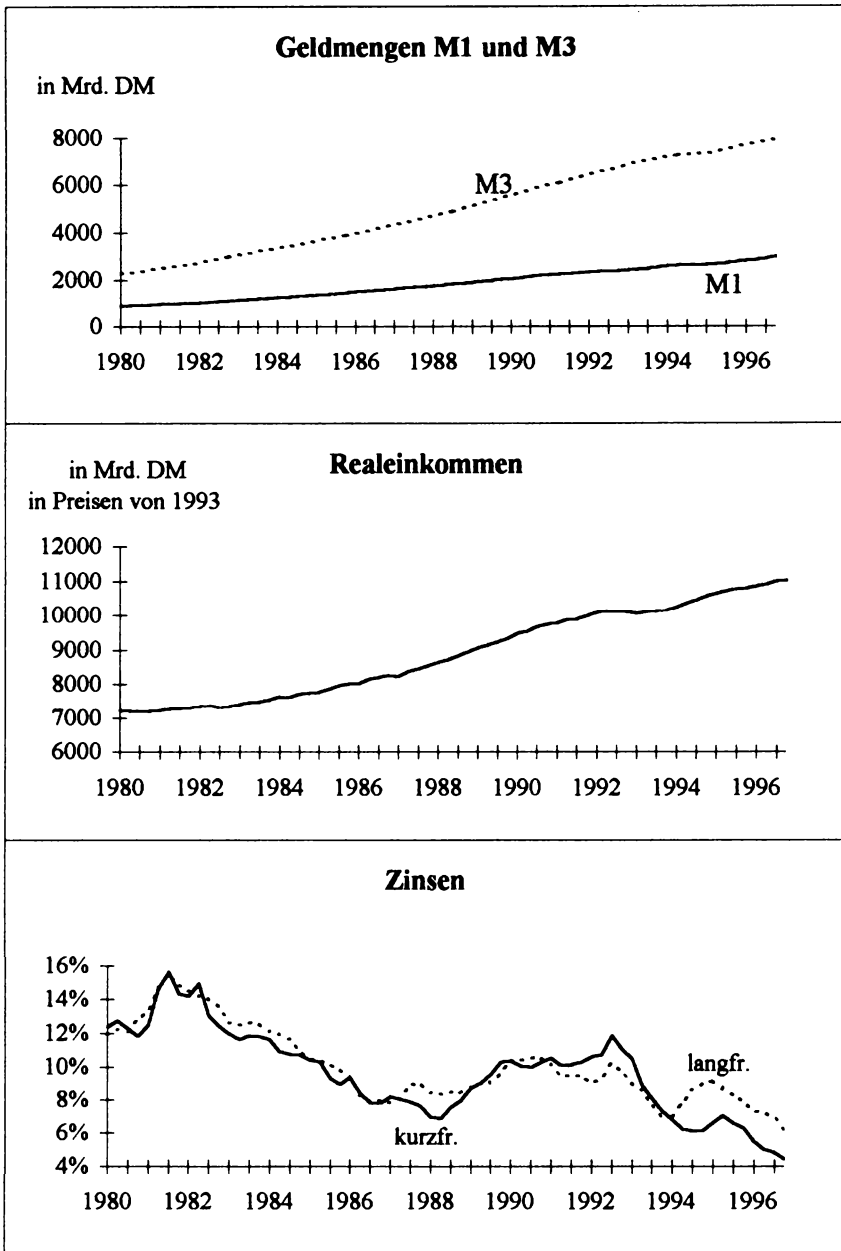 Geldmengen M1 und M3
in Mrd. DM
8000
6000
4000
2000
0
M3
M1
1980 1982 1984 1986 1988 1990 1992 1994 1996
in Mrd. DM
in Preisen von 1993
Realeinkommen
12000
11000
10000
9000
8000
7000
6000
1980 1982 1984 1986 1988 1990 1992 1994 1996
Zinsen
16%
14%
12%
10%
8%
6%
4%
langfr.
kurzfr.
1980 1982 1984 1986 1988 1990 1992 1994 1996